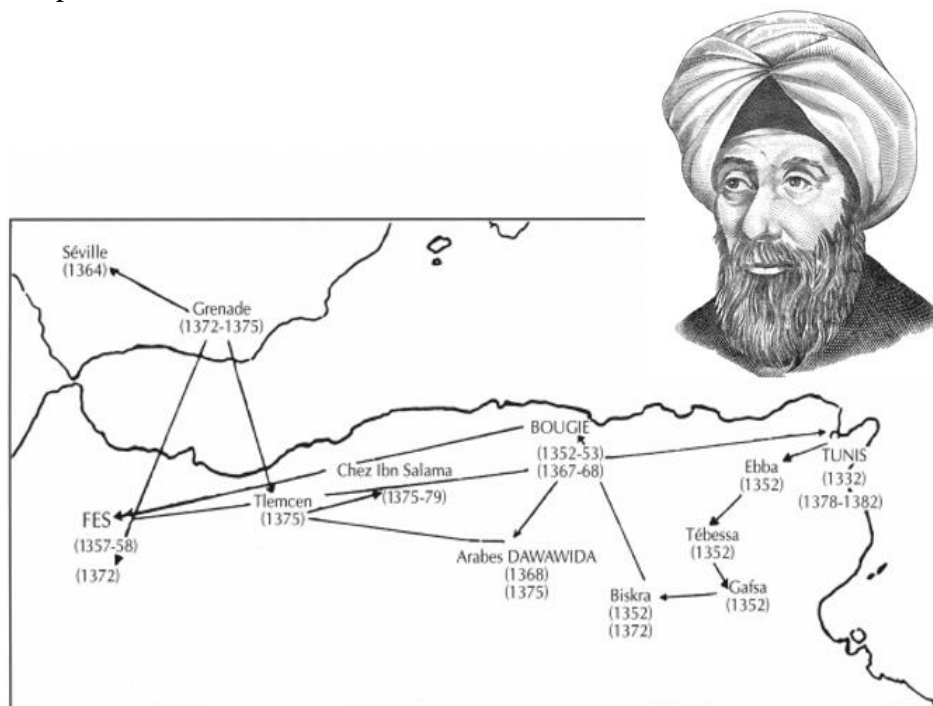 Séville
(1364)
Grenade
(1372-1375)
BOUGIE
(1352-53)
(1367-68)
TUNIS
(1332)
(1378-1382)
Ebba
(1352)
Chez Ibn Salama
(1375-79)
Tlemcen
(1375)
FES
(1357-58)
(1372)
Tébessa
(1352)
Arabes DAWAWIDA
(1368)
(1375)
Biskra
(1352)
(1372)
Gafsa
(1352)